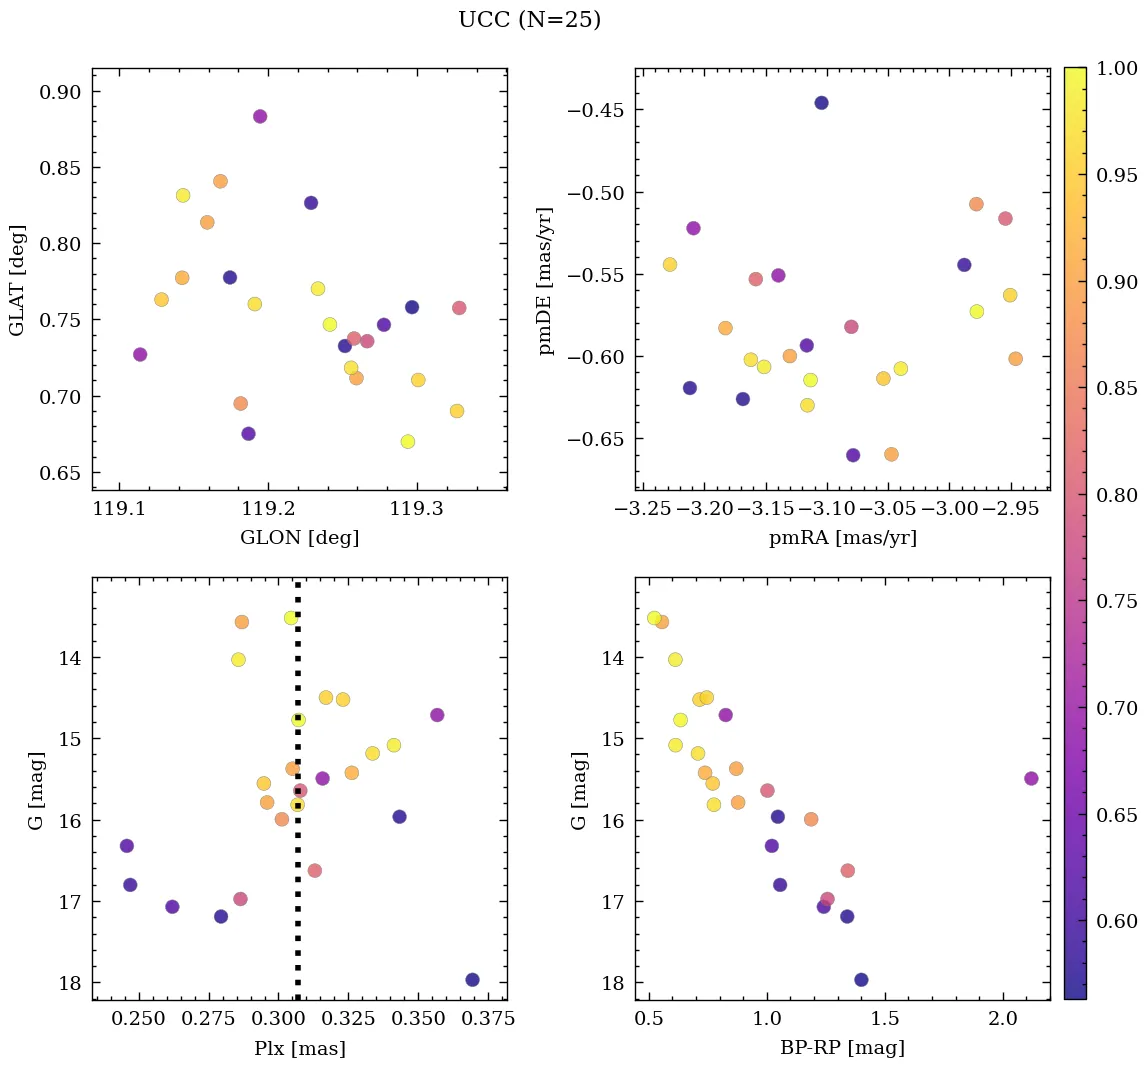 UCC (N=25)
0.90
0.85
0.80
0.75
0.70
0.65
GLAT [deg]
119.1 119.2 119.3
GLON [deg]
−0.45
−0.50
−0.55
−0.60
−0.65
pmDE [mas/yr]
−3.25 −3.20 −3.15 −3.10 −3.05 −3.00 −2.95
pmRA [mas/yr]
14
15
16
17
18
G [mag]
0.250 0.275 0.300 0.325 0.350 0.375
Plx [mas]
14
15
16
17
18
G [mag]
0.5 1.0 1.5 2.0
BP-RP [mag]
1.00
0.95
0.90
0.85
0.80
0.75
0.70
0.65
0.60